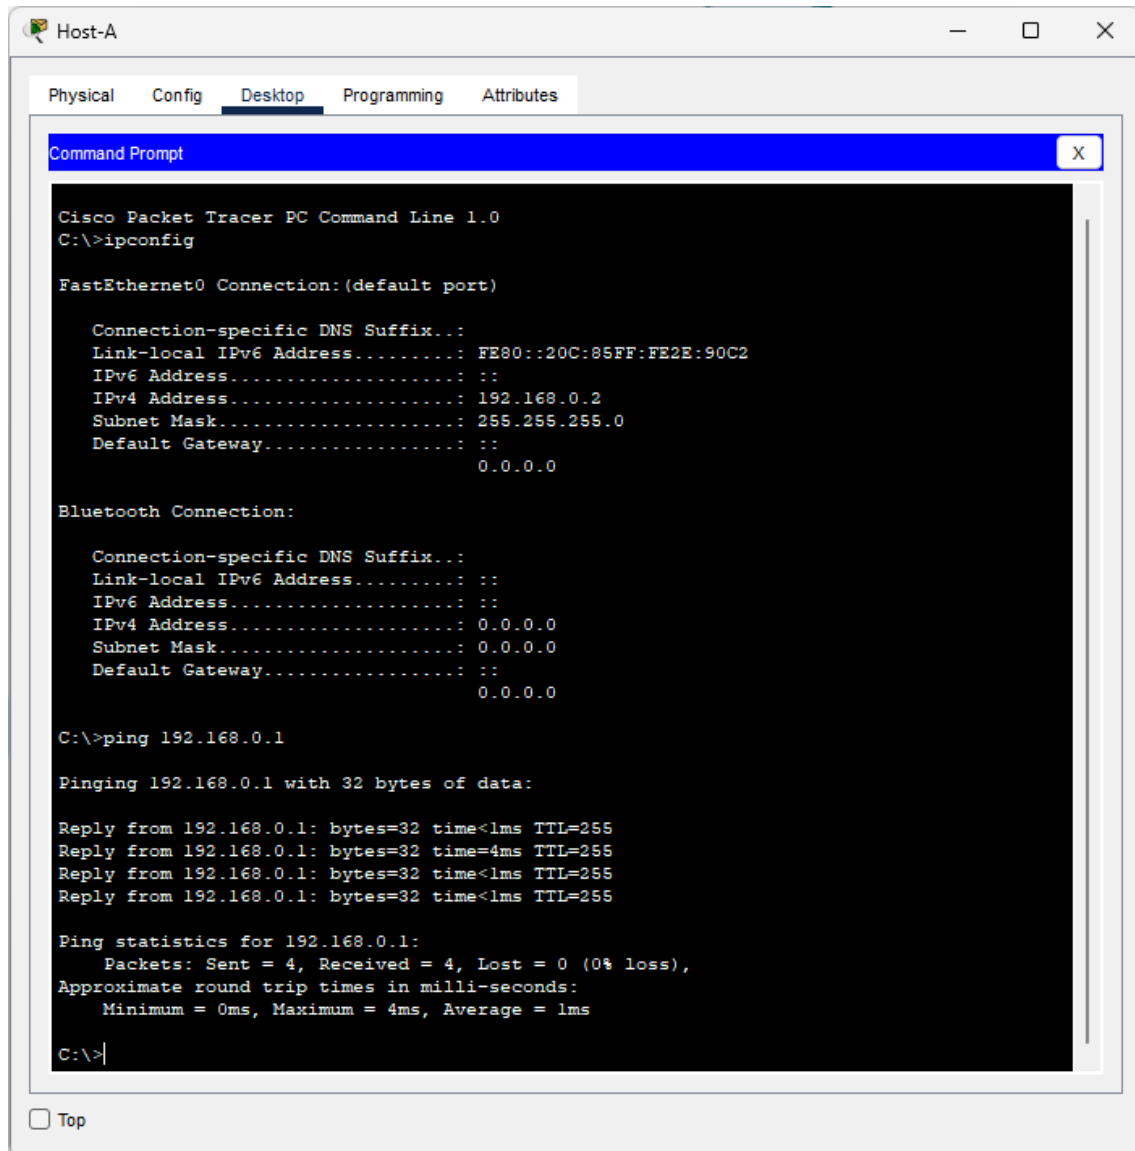 Host-A
Physical Config Desktop Programming Attributes
Command Prompt X
Cisco Packet Tracer PC Command Line 1.0
C:\>ipconfig
FastEthernet0 Connection:(default port)
Connection-specific DNS Suffix..:
Link-local IPv6 Address.........: FE80::20C:85FF:FE2E:90C2
IPv6 Address....................: ::
IPv4 Address....................: 192.168.0.2
Subnet Mask.....................: 255.255.255.0
Default Gateway.................: ::
0.0.0.0
Bluetooth Connection:
Connection-specific DNS Suffix..:
Link-local IPv6 Address.........: ::
IPv6 Address....................: ::
IPv4 Address....................: 0.0.0.0
Subnet Mask.....................: 0.0.0.0
Default Gateway.................: ::
0.0.0.0
C:\>ping 192.168.0.1
Pinging 192.168.0.1 with 32 bytes of data:
Reply from 192.168.0.1: bytes=32 time<1ms TTL=255
Reply from 192.168.0.1: bytes=32 time=4ms TTL=255
Reply from 192.168.0.1: bytes=32 time<1ms TTL=255
Reply from 192.168.0.1: bytes=32 time<1ms TTL=255
Ping statistics for 192.168.0.1:
Packets: Sent = 4, Received = 4, Lost = 0 (0% loss),
Approximate round trip times in milli-seconds:
Minimum = 0ms, Maximum = 4ms, Average = 1ms
C:\>
Top